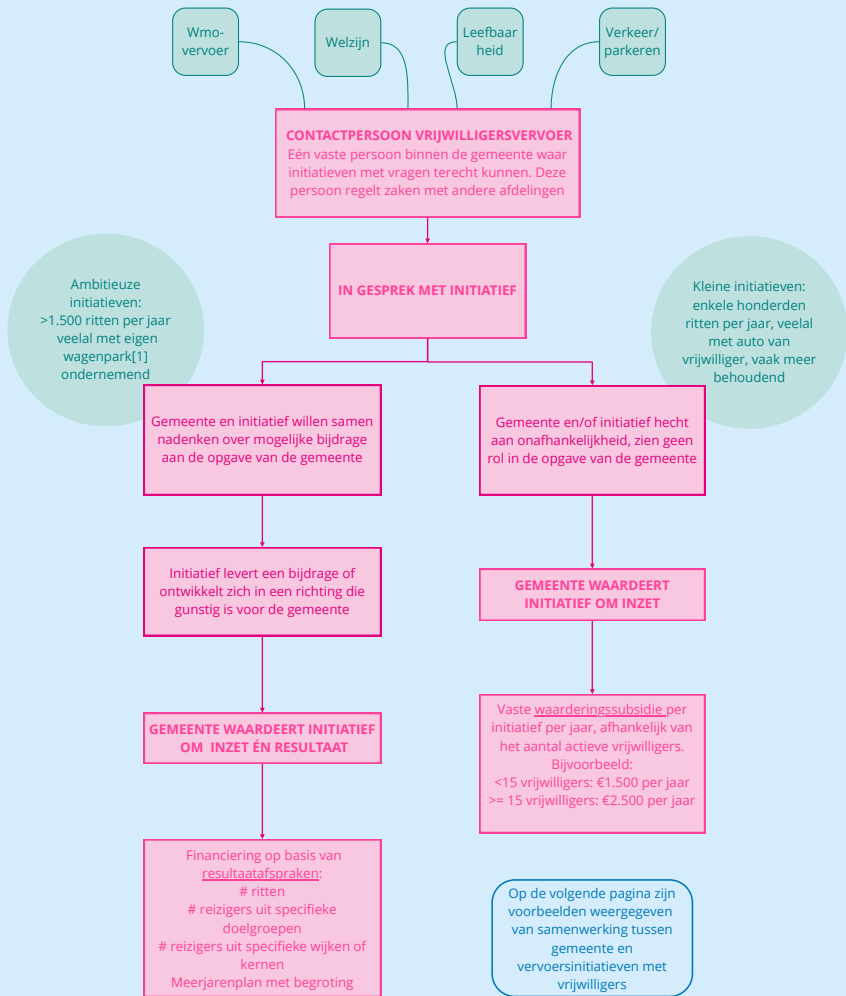 Wmo-
vervoer
Welzijn
Leefbaar
heid
Verkeer/
parkeren
CONTACTPERSOON VRIJWILLIGERSVERVOER
Eén vaste persoon binnen de gemeente waar
initiatieven met vragen terecht kunnen. Deze
persoon regelt zaken met andere afdelingen
IN GESPREK MET INITIATIEF
Ambitieuze
initiatieven:
>1.500 ritten per jaar
veelal met eigen
wagenpark[1]
ondernemend
Kleine initiatieven:
enkele honderden
ritten per jaar, veelal
met auto van
vrijwilliger, vaak meer
behoudend
Gemeente en initiatief willen samen
nadenken over mogelijke bijdrage
aan de opgave van de gemeente
Gemeente en/of initiatief hecht
aan onafhankelijkheid, zien geen
rol in de opgave van de gemeente
Initiatief levert een bijdrage of
ontwikkelt zich in een richting die
gunstig is voor de gemeente
GEMEENTE WAARDEERT
INITIATIEF OM INZET
GEMEENTE WAARDEERT INITIATIEF
OM INZET ÉN RESULTAAT
Vaste waarderingssubsidie per
initiatief per jaar, afhankelijk van
het aantal actieve vrijwilligers.
Bijvoorbeeld:
<15 vrijwilligers: €1.500 per jaar
>= 15 vrijwilligers: €2.500 per jaar
Financiering op basis van
resultaatafspraken:
# ritten
# reizigers uit specifieke
doelgroepen
# reizigers uit specifieke wijken of
kernen
Meerjarenplan met begroting
Op de volgende pagina zijn
voorbeelden weergegeven
van samenwerking tussen
gemeente en
vervoersinitiatieven met
vrijwilligers